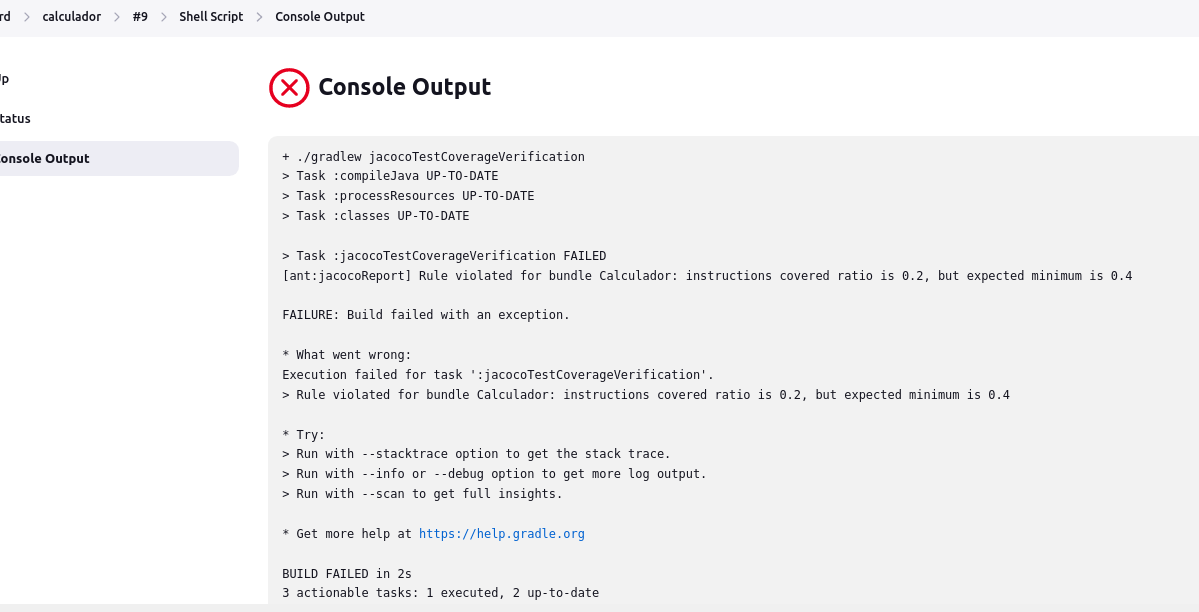 rd > calculador > #9 > Shell Script > Console Output
Up
tatus
Console Output
Console Output
+ ./gradlew jacocoTestCoverageVerification
> Task :compileJava UP-TO-DATE
> Task :processResources UP-TO-DATE
> Task :classes UP-TO-DATE
> Task :jacocoTestCoverageVerification FAILED
[ant:jacocoReport] Rule violated for bundle Calculador: instructions covered ratio is 0.2, but expected minimum is 0.4
FAILURE: Build failed with an exception.
* What went wrong:
Execution failed for task ':jacocoTestCoverageVerification'.
> Rule violated for bundle Calculador: instructions covered ratio is 0.2, but expected minimum is 0.4
* Try:
> Run with --stacktrace option to get the stack trace.
> Run with --info or --debug option to get more log output.
> Run with --scan to get full insights.
* Get more help at https://help.gradle.org
BUILD FAILED in 2s
3 actionable tasks: 1 executed, 2 up-to-date